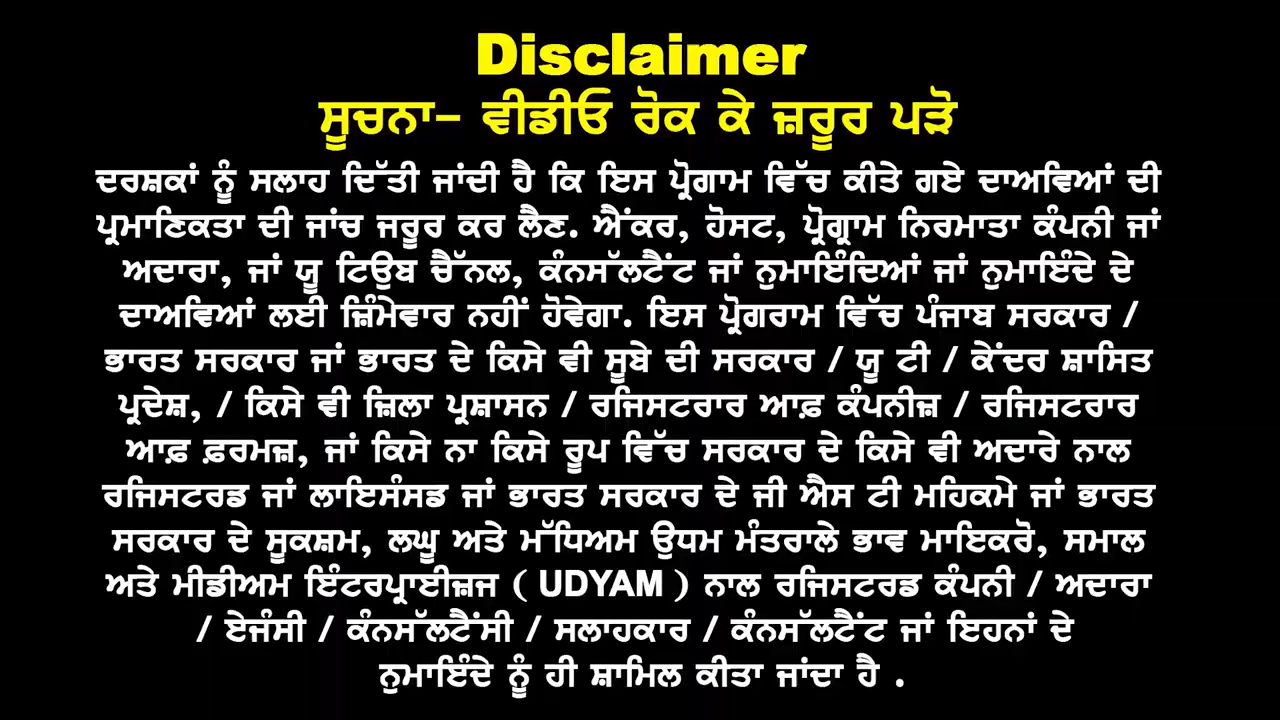 Disclaimer
ਸੂਚਨਾ- ਵੀਡੀਓ ਰੋਕ ਕੇ ਜ਼ਰੂਰ ਪੜੋ
ਦਰਸ਼ਕਾਂ ਨੂੰ ਸਲਾਹ ਦਿੱਤੀ ਜਾਂਦੀ ਹੈ ਕਿ ਇਸ ਪ੍ਰੋਗਾਮ ਵਿੱਚ ਕੀਤੇ ਗਏ ਦਾਅਵਿਆਂ ਦੀ
ਪ੍ਰਮਾਣਿਕਤਾ ਦੀ ਜਾਂਚ ਜਰੂਰ ਕਰ ਲੈਣ. ਐਂਕਰ, ਹੋਸਟ, ਪ੍ਰੋਗ੍ਰਾਮ ਨਿਰਮਾਤਾ ਕੰਪਨੀ ਜਾਂ
ਅਦਾਰਾ, ਜਾਂ ਯੂ ਟਿਊਬ ਚੈੱਨਲ, ਕੰਨਸੱਲਟੈਂਟ ਜਾਂ ਨੁਮਾਇੰਦਿਆਂ ਜਾਂ ਨੁਮਾਇੰਦੇ ਦੇ
ਦਾਅਵਿਆਂ ਲਈ ਜ਼ਿੰਮੇਵਾਰ ਨਹੀਂ ਹੋਵੇਗਾ. ਇਸ ਪ੍ਰੋਗਰਾਮ ਵਿੱਚ ਪੰਜਾਬ ਸਰਕਾਰ /
ਭਾਰਤ ਸਰਕਾਰ ਜਾਂ ਭਾਰਤ ਦੇ ਕਿਸੇ ਵੀ ਸੂਬੇ ਦੀ ਸਰਕਾਰ / ਯੂ ਟੀ / ਕੇਂਦਰ ਸ਼ਾਸਿਤ
ਪ੍ਰਦੇਸ਼, / ਕਿਸੇ ਵੀ ਜ਼ਿਲਾ ਪ੍ਰਸ਼ਾਸਨ / ਰਜਿਸਟਰਾਰ ਆਫ਼ ਕੰਪਨੀਜ਼ / ਰਜਿਸਟਰਾਰ
ਆਫ਼ ਫ਼ਰਮਜ਼, ਜਾਂ ਕਿਸੇ ਨਾ ਕਿਸੇ ਰੂਪ ਵਿੱਚ ਸਰਕਾਰ ਦੇ ਕਿਸੇ ਵੀ ਅਦਾਰੇ ਨਾਲ
ਰਜਿਸਟਰਡ ਜਾਂ ਲਾਇਸੰਸਡ ਜਾਂ ਭਾਰਤ ਸਰਕਾਰ ਦੇ ਜੀ ਐਸ ਟੀ ਮਹਿਕਮੇ ਜਾਂ ਭਾਰਤ
ਸਰਕਾਰ ਦੇ ਸੂਕਸ਼ਮ, ਲਘੂ ਅਤੇ ਮੱਧਿਅਮ ਉਧਮ ਮੰਤਰਾਲੇ ਭਾਵ ਮਾਇਕਰੋ, ਸਮਾਲ
ਅਤੇ ਮੀਡੀਅਮ ਇੰਟਰਪ੍ਰਾਈਜ਼ਜ ( UDYAM ) ਨਾਲ ਰਜਿਸਟਰਡ ਕੰਪਨੀ / ਅਦਾਰਾ
/ ਏਜੰਸੀ / ਕੰਨਸੱਲਟੈਂਸੀ / ਸਲਾਹਕਾਰ / ਕੰਨਸੱਲਟੈਂਟ ਜਾਂ ਇਹਨਾਂ ਦੇ
ਨੁਮਾਇੰਦੇ ਨੂੰ ਹੀ ਸ਼ਾਮਿਲ ਕੀਤਾ ਜਾਂਦਾ ਹੈ .